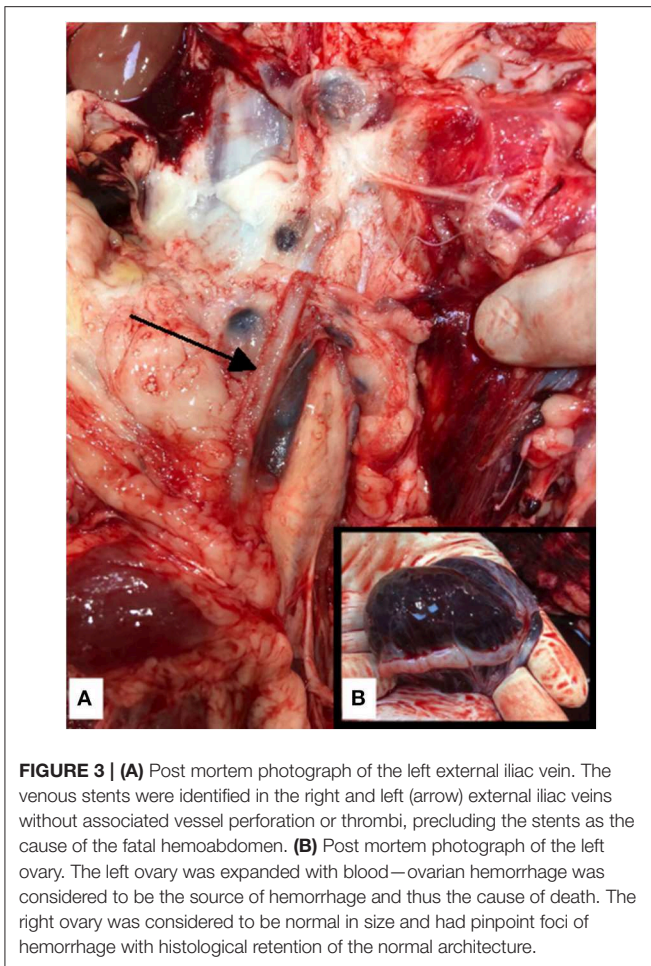 A
B
FIGURE 3 | (A) Post mortem photograph of the left external iliac vein. The
venous stents were identified in the right and left (arrow) external iliac veins
without associated vessel perforation or thrombi, precluding the stents as the
cause of the fatal hemoabdomen. (B) Post mortem photograph of the left
ovary. The left ovary was expanded with blood—ovarian hemorrhage was
considered to be the source of hemorrhage and thus the cause of death. The
right ovary was considered to be normal in size and had pinpoint foci of
hemorrhage with histological retention of the normal architecture.